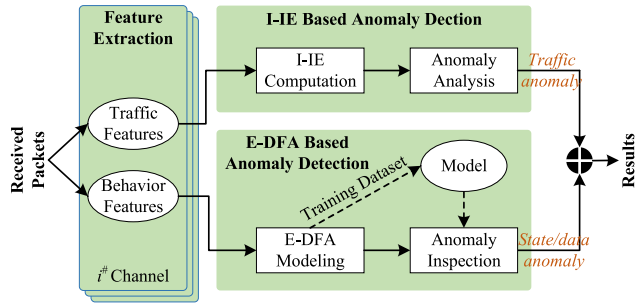 Feature
Extraction
I-IE Based Anomaly Dection
I-IE
Computation
Anomaly
Analysis
Traffic
anomaly
Traffic
Features
Received
Packets
Behavior
Features
i# Channel
E-DFA Based
Anomaly Detection
Training Dataset
Model
E-DFA
Modeling
Anomaly
Inspection
State/data
anomaly
Results